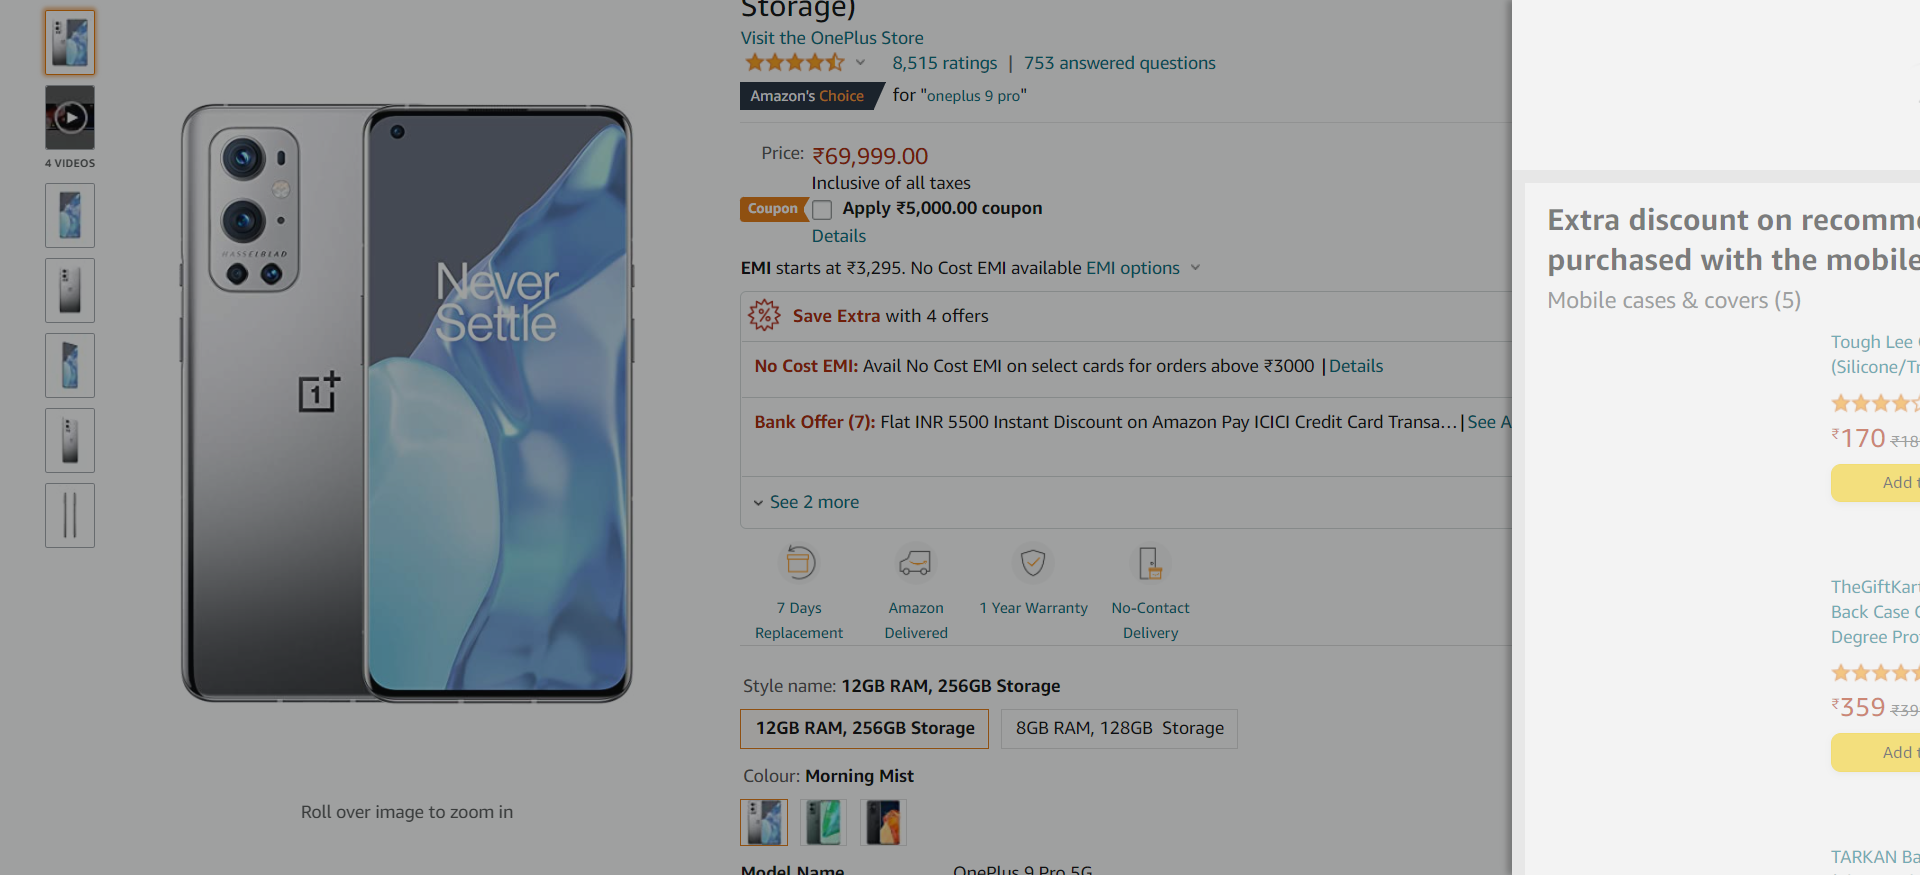 Storage)
Visit the OnePlus Store
8,515 ratings | 753 answered questions
Amazon's Choice for "oneplus 9 pro"
4 VIDEOS
Price: ₹69,999.00
Inclusive of all taxes
Coupon Apply ₹5,000.00 coupon
Details
EMI starts at ₹3,295. No Cost EMI available EMI options
Save Extra with 4 offers
No Cost EMI: Avail No Cost EMI on select cards for orders above ₹3000 | Details
Bank Offer (7): Flat INR 5500 Instant Discount on Amazon Pay ICICI Credit Card Transa… | See A
See 2 more
7 Days Replacement
Amazon Delivered
1 Year Warranty
No-Contact Delivery
Style name: 12GB RAM, 256GB Storage
12GB RAM, 256GB Storage
8GB RAM, 128GB Storage
Colour: Morning Mist
Model Name OnePlus 9 Pro 5G
HASSELBLAD
Never
Settle
1+
Roll over image to zoom in
Extra discount on recomm
purchased with the mobile
Mobile cases & covers (5)
Tough Lee
(Silicone/Tr
₹170 ₹18
Add t
TheGiftKart
Back Case C
Degree Pro
₹359 ₹39
Add t
TARKAN Ba